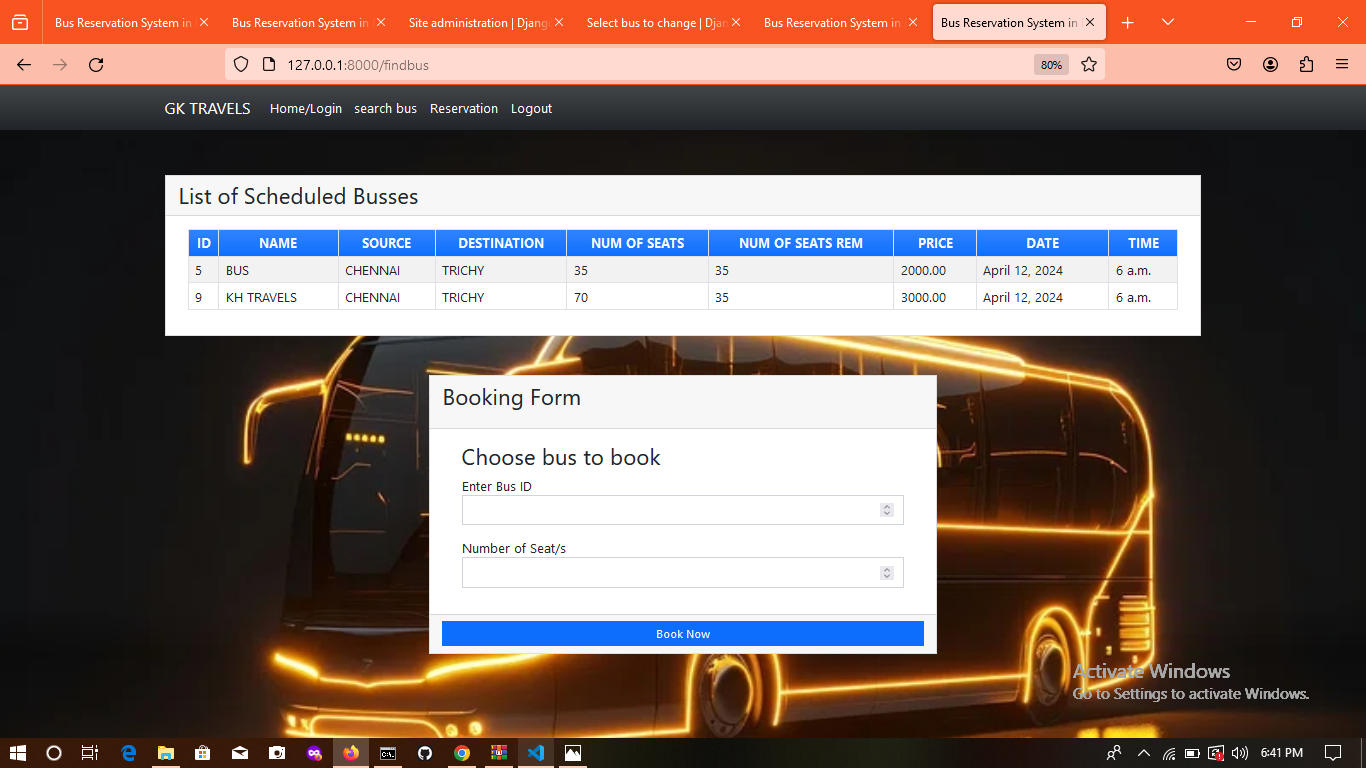 Bus Reservation System in
Bus Reservation System in
Site administration | Djang
Select bus to change | Djan
Bus Reservation System in
Bus Reservation System in
127.0.0.1:8000/findbus
80%
GK TRAVELS Home/Login search bus Reservation Logout
List of Scheduled Busses
ID NAME SOURCE DESTINATION NUM OF SEATS NUM OF SEATS REM PRICE DATE TIME
5 BUS CHENNAI TRICHY 35 35 2000.00 April 12, 2024 6 a.m.
9 KH TRAVELS CHENNAI TRICHY 70 35 3000.00 April 12, 2024 6 a.m.
Booking Form
Choose bus to book
Enter Bus ID
Number of Seat/s
Book Now
Activate Windows
Go to Settings to activate Windows.
6:41 PM